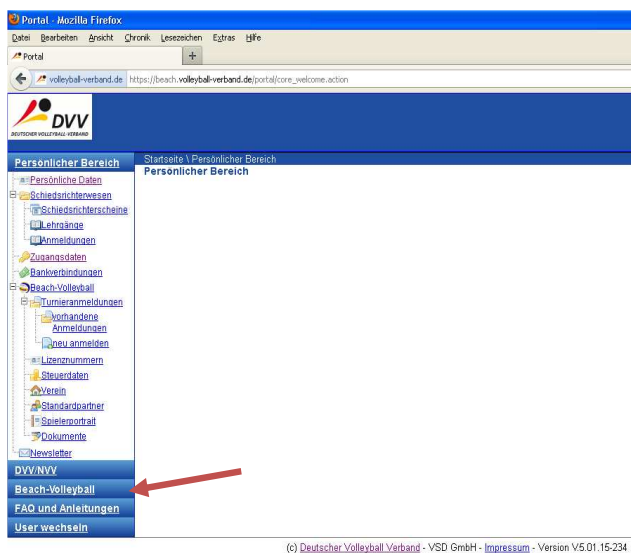 Portal - Mozilla Firefox
Datei Bearbeiten Ansicht Chronik Lesezeichen Extras Hilfe
Portal
+
volleyball-verband.de https://beach.volleyball-verband.de/portal/core_welcome.action
DVV
DEUTSCHER VOLLEYBALL-VERBAND
Persönlicher Bereich
Startseite \ Persönlicher Bereich
Persönlicher Bereich
Persönliche Daten
Schiedsrichterwesen
Schiedsrichterscheine
Lehrgänge
Anmeldungen
Zugangsdaten
Bankverbindungen
Beach-Volleyball
Turnieranmeldungen
vorhandene
Anmeldungen
neu anmelden
Lizenznummern
Steuerdaten
Verein
Standardpartner
Spielerportrait
Dokumente
Newsletter
DVV/NVV
Beach-Volleyball
FAQ und Anleitungen
User wechseln
(c) Deutscher Volleyball Verband - VSD GmbH - Impressum - Version V.5.01.15-234